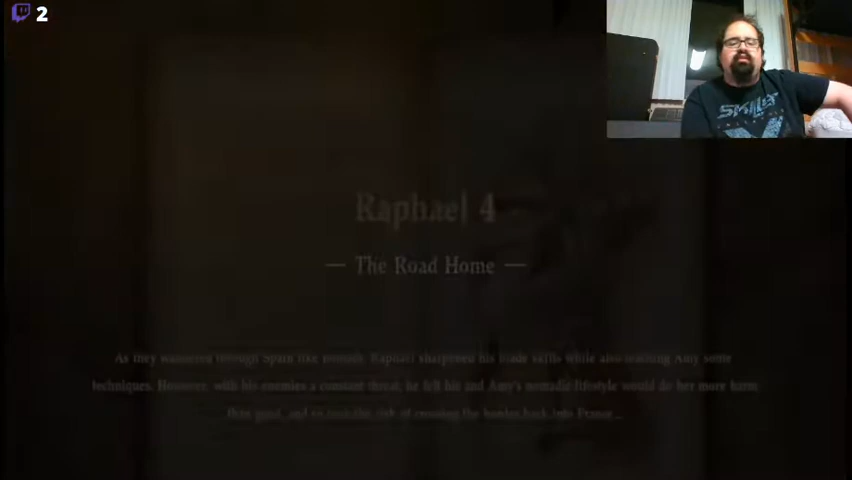 2
SKILLET
Raphael 4
— The Road Home —
As they wandered through Spain like nomads, Raphael sharpened his blade skills while also teaching Amy some
techniques. However, with his enemies a constant threat, he felt his and Amy's nomadic lifestyle would do her more harm
than good, and so took the risk of crossing the border back into France...